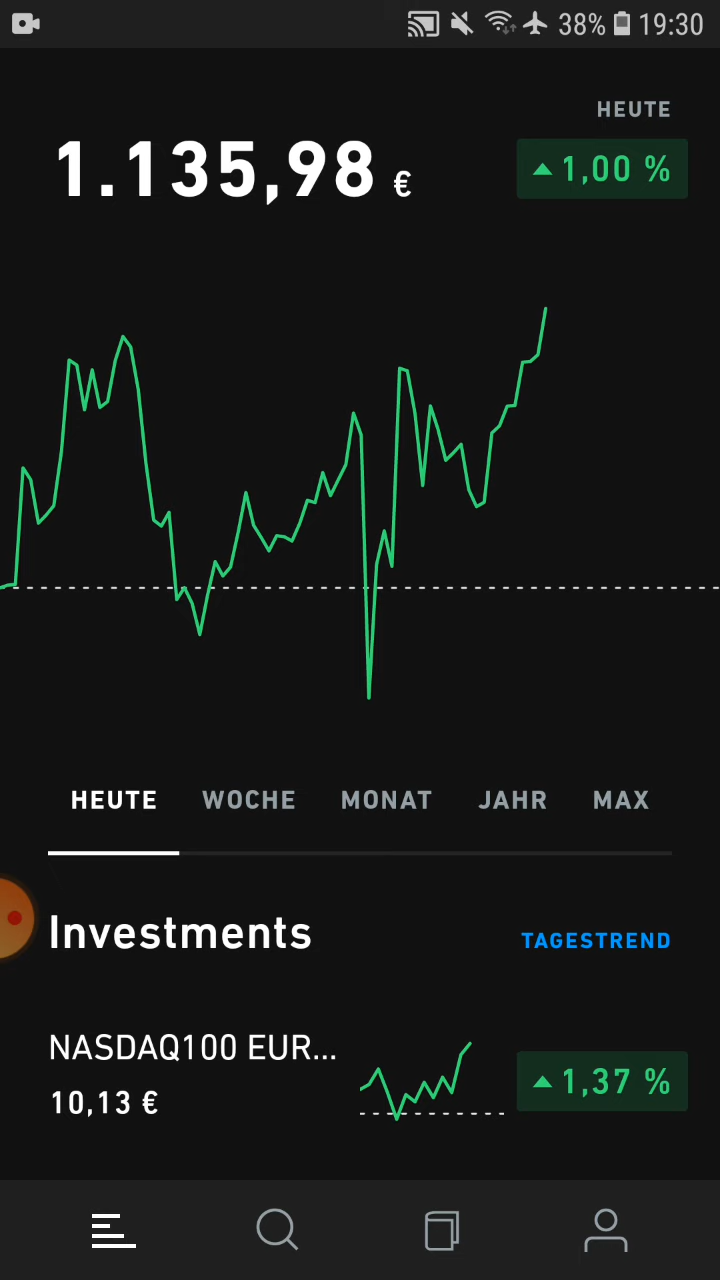 38% 19:30
HEUTE
1.135,98 €
1,00 %
HEUTE WOCHE MONAT JAHR MAX
Investments
TAGESTREND
NASDAQ100 EUR...
10,13 €
1,37 %